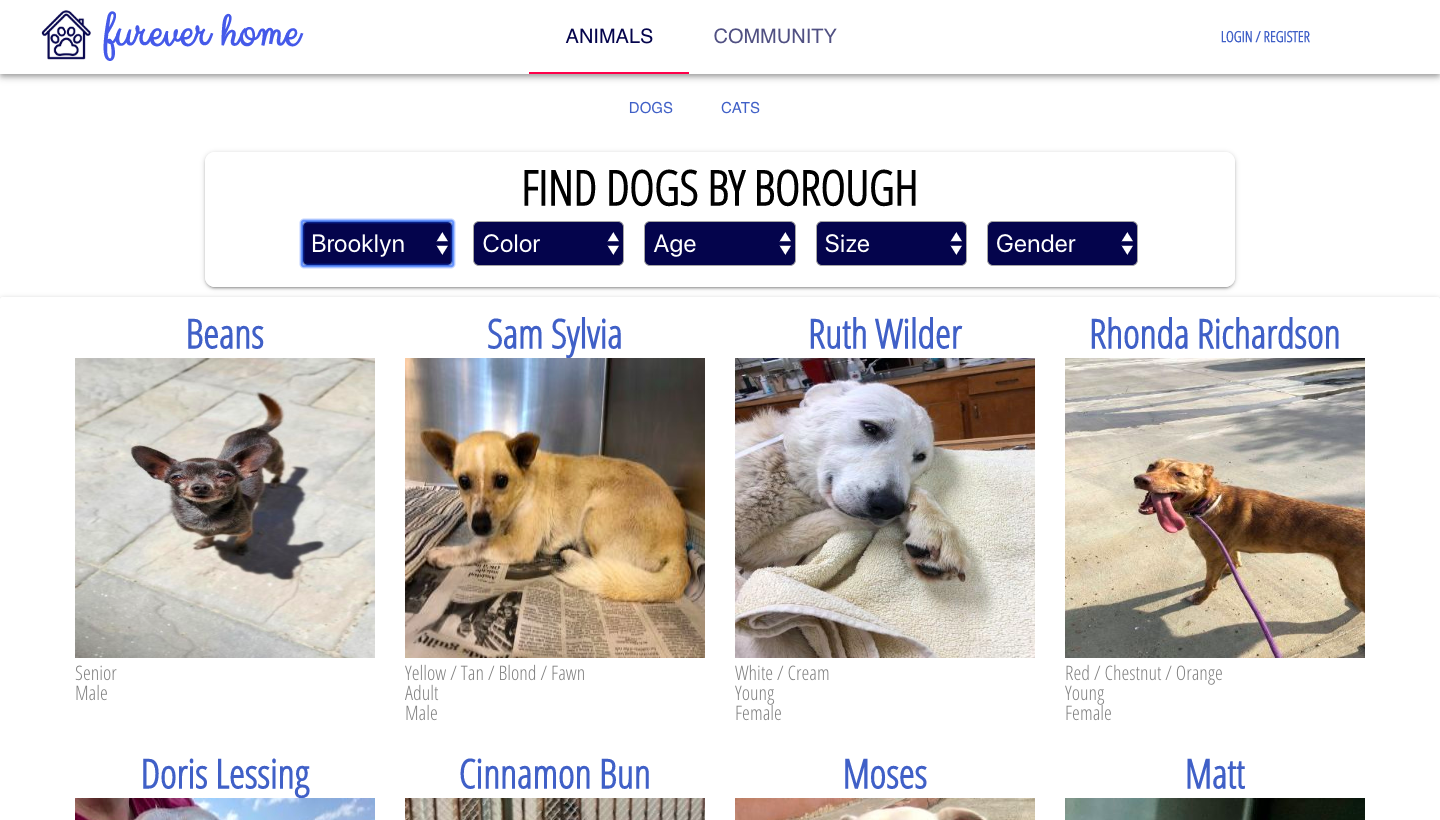 furever home
ANIMALS COMMUNITY
LOGIN / REGISTER
DOGS CATS
FIND DOGS BY BOROUGH
Brooklyn Color Age Size Gender
Beans Sam Sylvia Ruth Wilder Rhonda Richardson
Senior
Male
Yellow / Tan / Blond / Fawn
Adult
Male
White / Cream
Young
Female
Red / Chestnut / Orange
Young
Female
Doris Lessing Cinnamon Bun Moses Matt